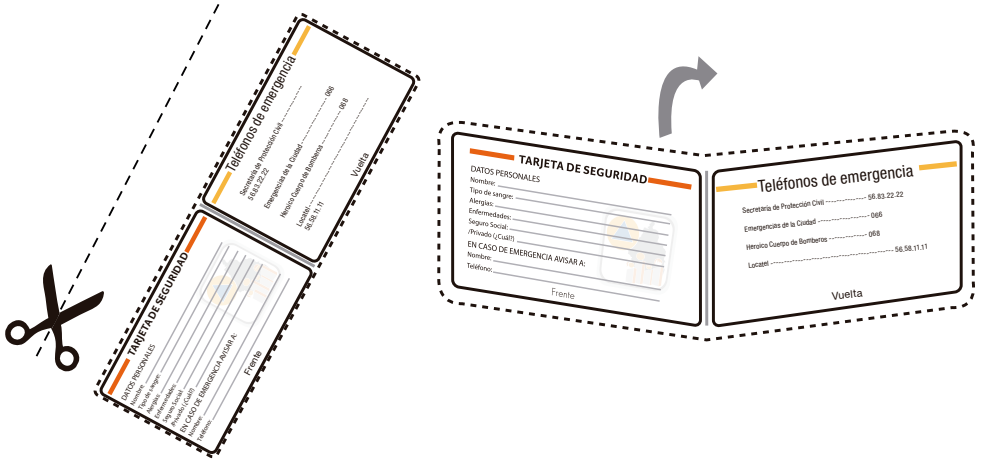 Teléfonos de emergencia
Secretaría de Protección Civil
56.83.22.22
Emergencias de la Ciudad 066
Heroico Cuerpo de Bomberos 068
Locatel
56.58.11.11
Vuelta
TARJETA DE SEGURIDAD
DATOS PERSONALES
Nombre:
Tipo de sangre:
Alergias:
Enfermedades
Seguro Social
/Privado (¿Cuál?)
EN CASO DE EMERGENCIA AVISAR A:
Nombre:
Teléfono:
Frente
TARJETA DE SEGURIDAD
DATOS PERSONALES
Nombre:
Tipo de sangre:
Alergias:
Enfermedades:
Seguro Social:
/Privado (¿Cuál?)
EN CASO DE EMERGENCIA AVISAR A:
Nombre:
Teléfono:
Frente
Teléfonos de emergencia
Secretaría de Protección Civil 56.83.22.22
Emergencias de la Ciudad 066
Heroico Cuerpo de Bomberos 068
Locatel 56.58.11.11
Vuelta